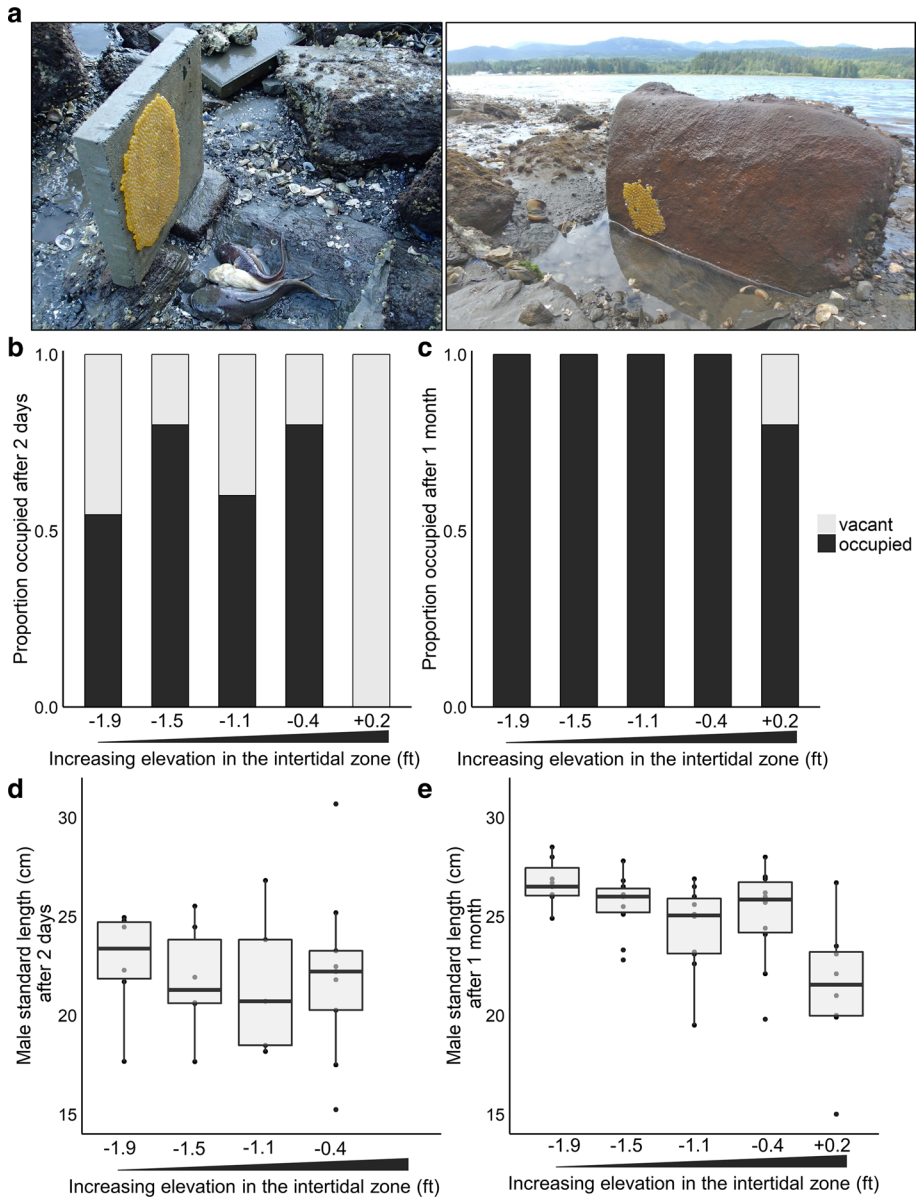 a
b
c
1.0
0.5
0.0
Proportion occupied after 2 days
-1.9 -1.5 -1.1 -0.4 +0.2
Increasing elevation in the intertidal zone (ft)
1.0
0.5
0.0
Proportion occupied after 1 month
-1.9 -1.5 -1.1 -0.4 +0.2
Increasing elevation in the intertidal zone (ft)
vacant
occupied
d
e
30
25
20
15
Male standard length (cm)
after 2 days
-1.9 -1.5 -1.1 -0.4
Increasing elevation in the intertidal zone (ft)
30
25
20
15
Male standard length (cm)
after 1 month
-1.9 -1.5 -1.1 -0.4 +0.2
Increasing elevation in the intertidal zone (ft)